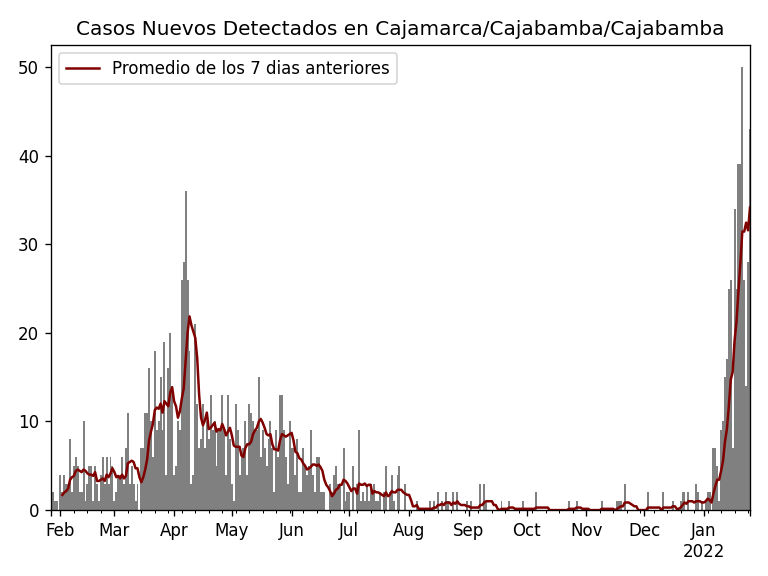 Casos Nuevos Detectados en Cajamarca/Cajabamba/Cajabamba
Promedio de los 7 dias anteriores
50
40
30
20
10
0
Feb Mar Apr May Jun Jul Aug Sep Oct Nov Dec Jan
2022